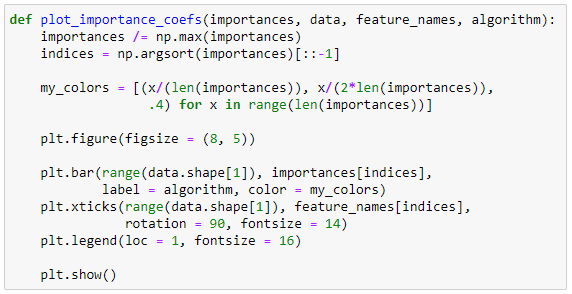 def plot_importance_coefs(importances, data, feature_names, algorithm):
    importances /= np.max(importances)
    indices = np.argsort(importances)[::-1]

    my_colors = [(x/(len(importances)), x/(2*len(importances)),
              .4) for x in range(len(importances))]

    plt.figure(figsize = (8, 5))

    plt.bar(range(data.shape[1]), importances[indices],
            label = algorithm, color = my_colors)
    plt.xticks(range(data.shape[1]), feature_names[indices],
               rotation = 90, fontsize = 14)
    plt.legend(loc = 1, fontsize = 16)

    plt.show()